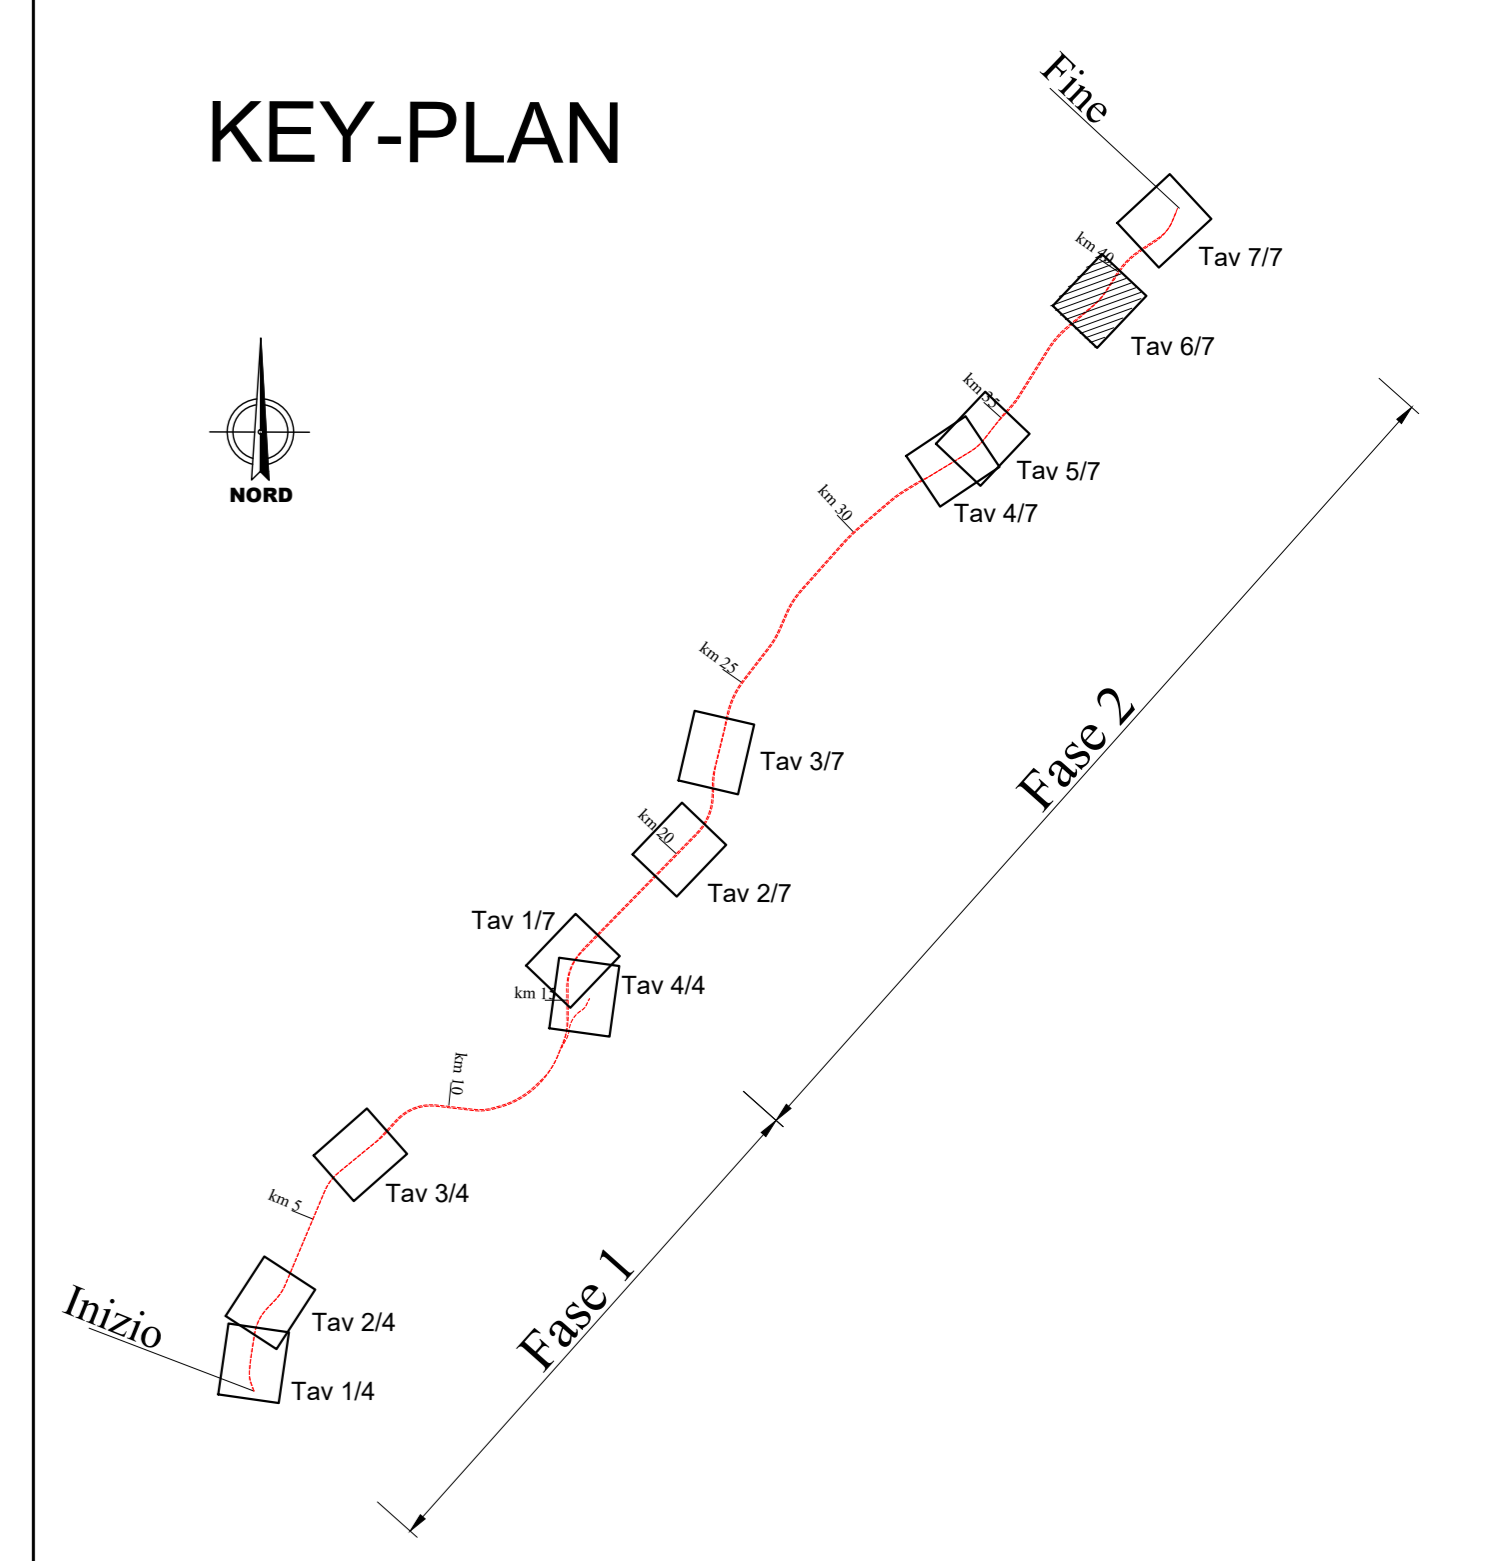 Fine
KEY-PLAN
Tav 7/7
km 40
Tav 6/7
km 35
NORD
Tav 5/7
km 30
Tav 4/7
km 25
Fase 2
Tav 3/7
km 20
Tav 2/7
Tav 1/7
Tav 4/4
km 15
km 10
Tav 3/4
km 5
Fase 1
Inizio
Tav 2/4
Tav 1/4